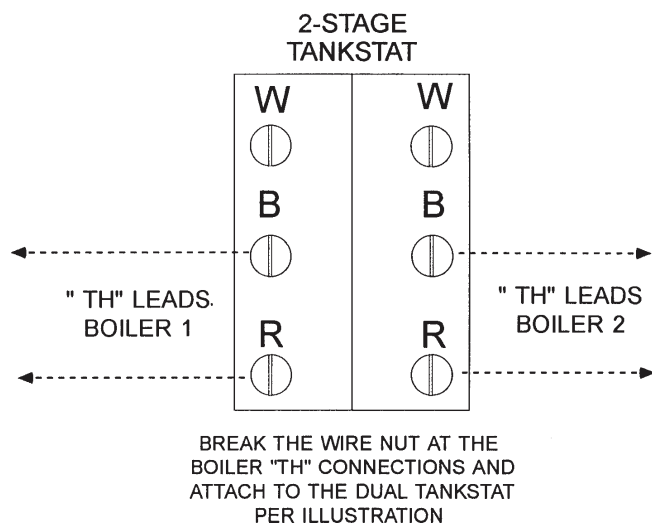 2-STAGE
TANKSTAT
W W
B B
" TH" LEADS.
BOILER 1
" TH" LEADS
BOILER 2
R R
BREAK THE WIRE NUT AT THE
BOILER "TH" CONNECTIONS AND
ATTACH TO THE DUAL TANKSTAT
PER ILLUSTRATION